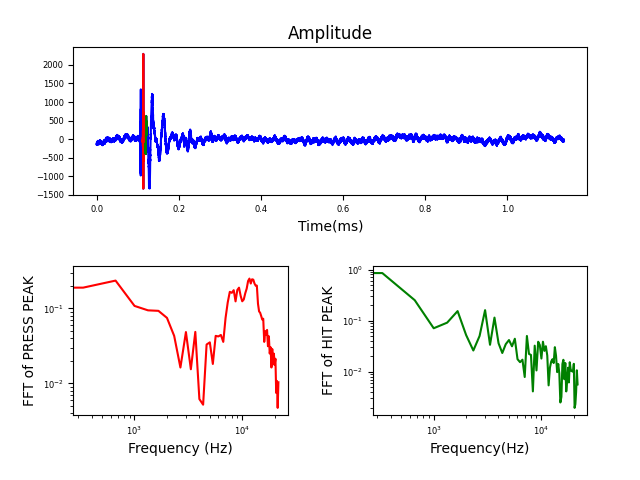 Amplitude
2000
1500
1000
500
0
−500
−1000
−1500
0.0 0.2 0.4 0.6 0.8 1.0
Time(ms)
FFT of PRESS PEAK
10⁻¹
10⁻²
10³ 10⁴
Frequency (Hz)
FFT of HIT PEAK
10⁰
10⁻¹
10⁻²
10³ 10⁴
Frequency(Hz)